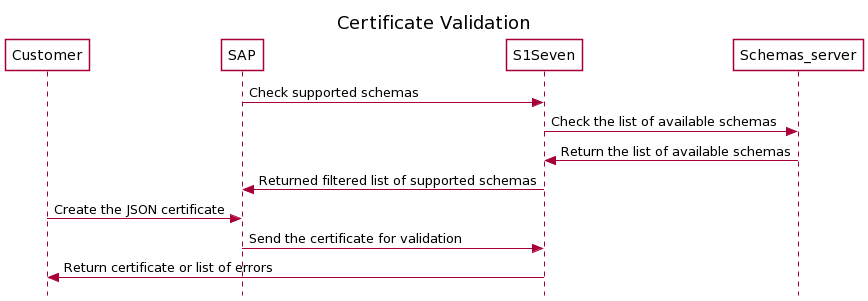 Certificate Validation
Customer
SAP
S1Seven
Schemas_server
Check supported schemas
Check the list of available schemas
Return the list of available schemas
Returned filtered list of supported schemas
Create the JSON certificate
Send the certificate for validation
Return certificate or list of errors